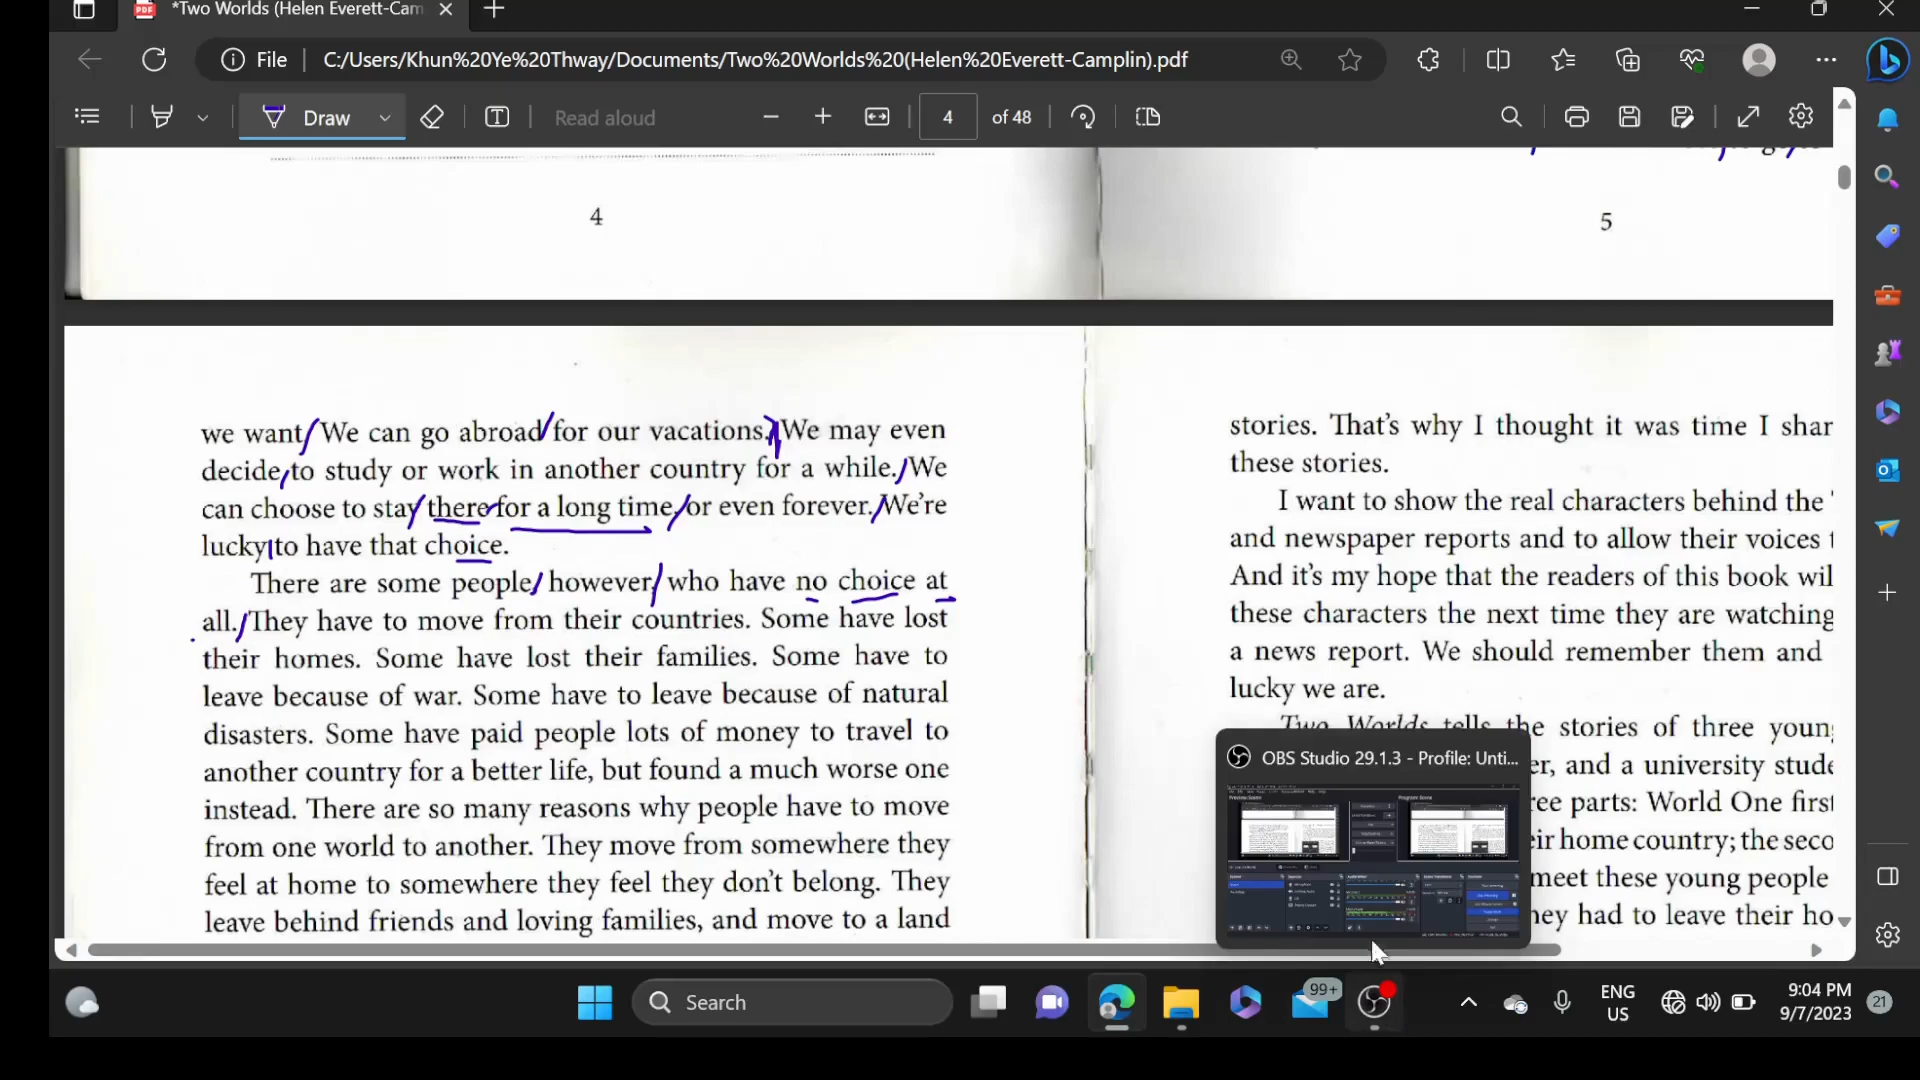 *Two Worlds (Helen Everett-Cam
File
C:/Users/Khun%20Ye%20Thway/Documents/Two%20Worlds%20(Helen%20Everett-Camplin).pdf
Draw
Read aloud
4
of 48
4
5
we want. We can go abroad for our vacations. We may even
decide to study or work in another country for a while. We
can choose to stay there for a long time, or even forever. We're
lucky to have that choice.
There are some people, however, who have no choice at
all. They have to move from their countries. Some have lost
their homes. Some have lost their families. Some have to
leave because of war. Some have to leave because of natural
disasters. Some have paid people lots of money to travel to
another country for a better life, but found a much worse one
instead. There are so many reasons why people have to move
from one world to another. They move from somewhere they
feel at home to somewhere they feel they don't belong. They
leave behind friends and loving families, and move to a land
stories. That's why I thought it was time I shar
these stories.
I want to show the real characters behind the
and newspaper reports and to allow their voices t
And it's my hope that the readers of this book wil
these characters the next time they are watching
a news report. We should remember them and
lucky we are.
Two Worlds tells the stories of three young
er, and a university stude
ree parts: World One first
eir home country; the seco
meet these young people
hey had to leave their ho
OBS Studio 29.1.3 - Profile: Unti...
Search
99+
ENG
US
9:04 PM
9/7/2023
21